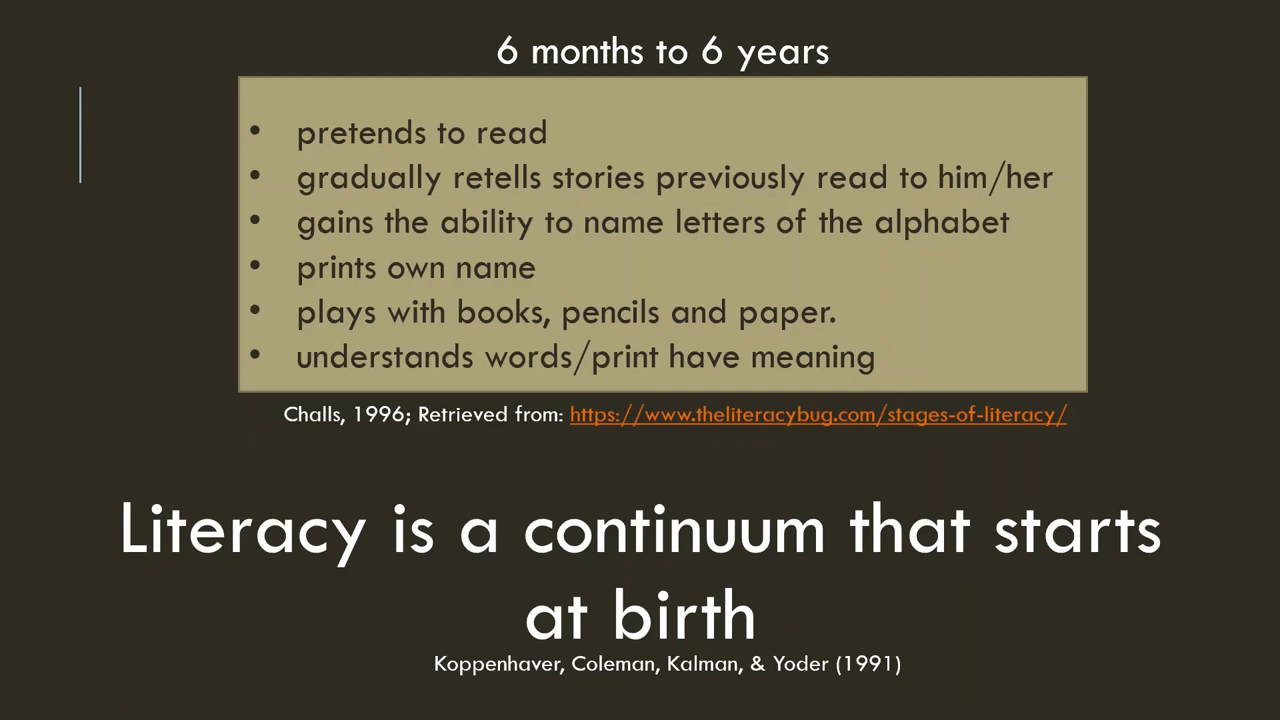 6 months to 6 years
• pretends to read
• gradually retells stories previously read to him/her
• gains the ability to name letters of the alphabet
• prints own name
• plays with books, pencils and paper.
• understands words/print have meaning
Challs, 1996; Retrieved from: https://www.theliteracybug.com/stages-of-literacy/
Literacy is a continuum that starts
at birth
Koppenhaver, Coleman, Kalman, & Yoder (1991)